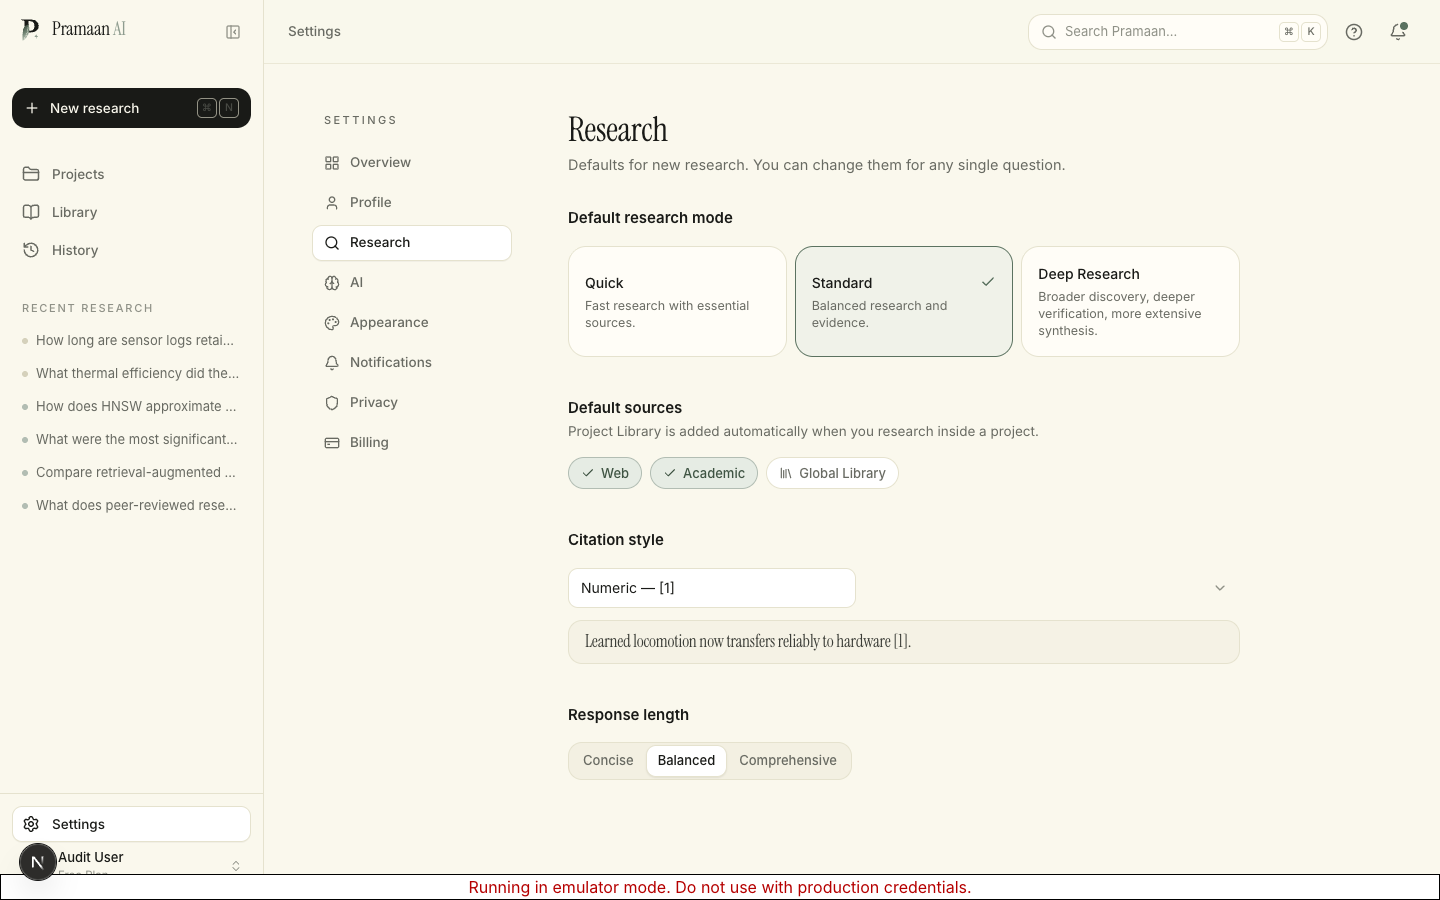 Pramaan AI
New research ⌘ N
Projects
Library
History
RECENT RESEARCH
How long are sensor logs retai...
What thermal efficiency did the...
How does HNSW approximate ...
What were the most significant...
Compare retrieval-augmented ...
What does peer-reviewed rese...
Settings
N Audit User
Free Plan
Settings
Search Pramaan... ⌘ K
SETTINGS
Overview
Profile
Research
AI
Appearance
Notifications
Privacy
Billing
Research
Defaults for new research. You can change them for any single question.
Default research mode
Quick
Fast research with essential
sources.
Standard
Balanced research and
evidence.
Deep Research
Broader discovery, deeper
verification, more extensive
synthesis.
Default sources
Project Library is added automatically when you research inside a project.
Web
Academic
Global Library
Citation style
Numeric — [1]
Learned locomotion now transfers reliably to hardware [1].
Response length
Concise Balanced Comprehensive
Running in emulator mode. Do not use with production credentials.